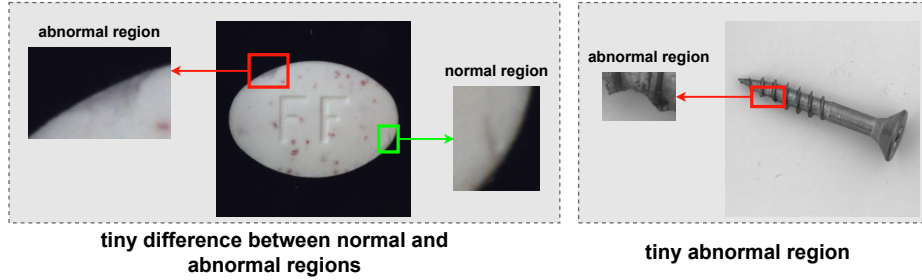 abnormal region
normal region
FF
tiny difference between normal and
abnormal regions
abnormal region
tiny abnormal region